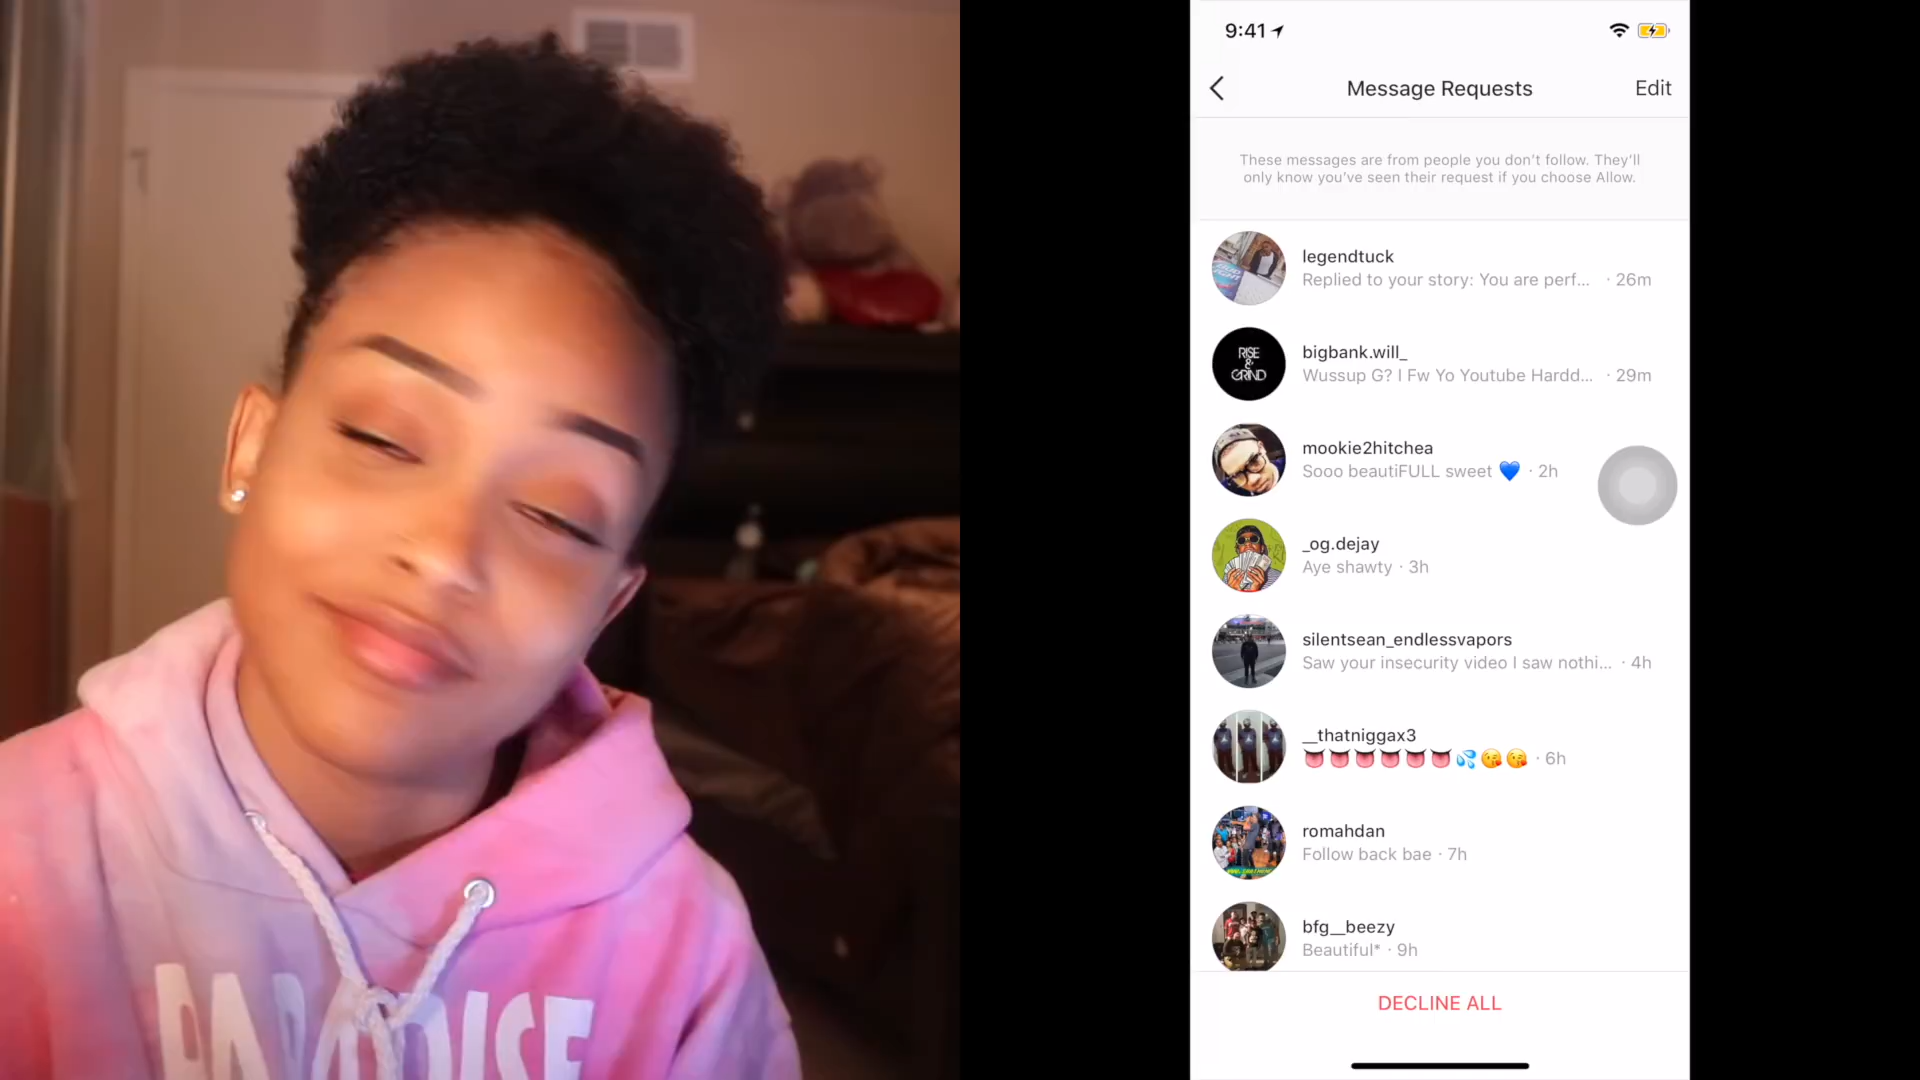 PARADISE
9:41
Message Requests
Edit
These messages are from people you don't follow. They'll
only know you've seen their request if you choose Allow.
legendtuck
Replied to your story: You are perf... · 26m
RISE
&
GRIND
bigbank.will_
Wussup G? I Fw Yo Youtube Hardd... · 29m
mookie2hitchea
Sooo beautiFULL sweet 💙 · 2h
_og.dejay
Aye shawty · 3h
silentsean_endlessvapors
Saw your insecurity video I saw nothi... · 4h
__thatniggax3
👅👅👅👅👅👅💦😘😘 · 6h
romahdan
Follow back bae · 7h
bfg__beezy
Beautiful* · 9h
DECLINE ALL